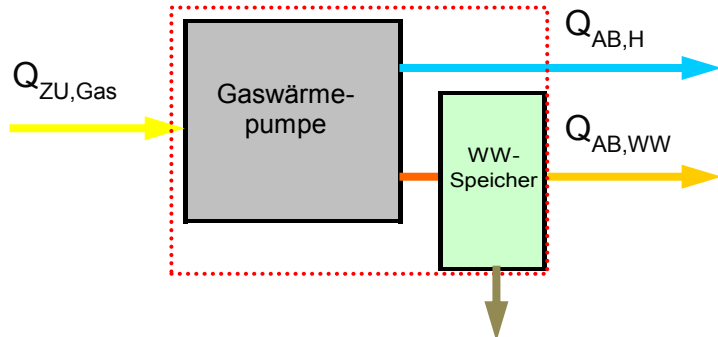 Q_ZU,Gas
Gaswärme-
pumpe
Q_AB,H
WW-
Speicher
Q_AB,WW